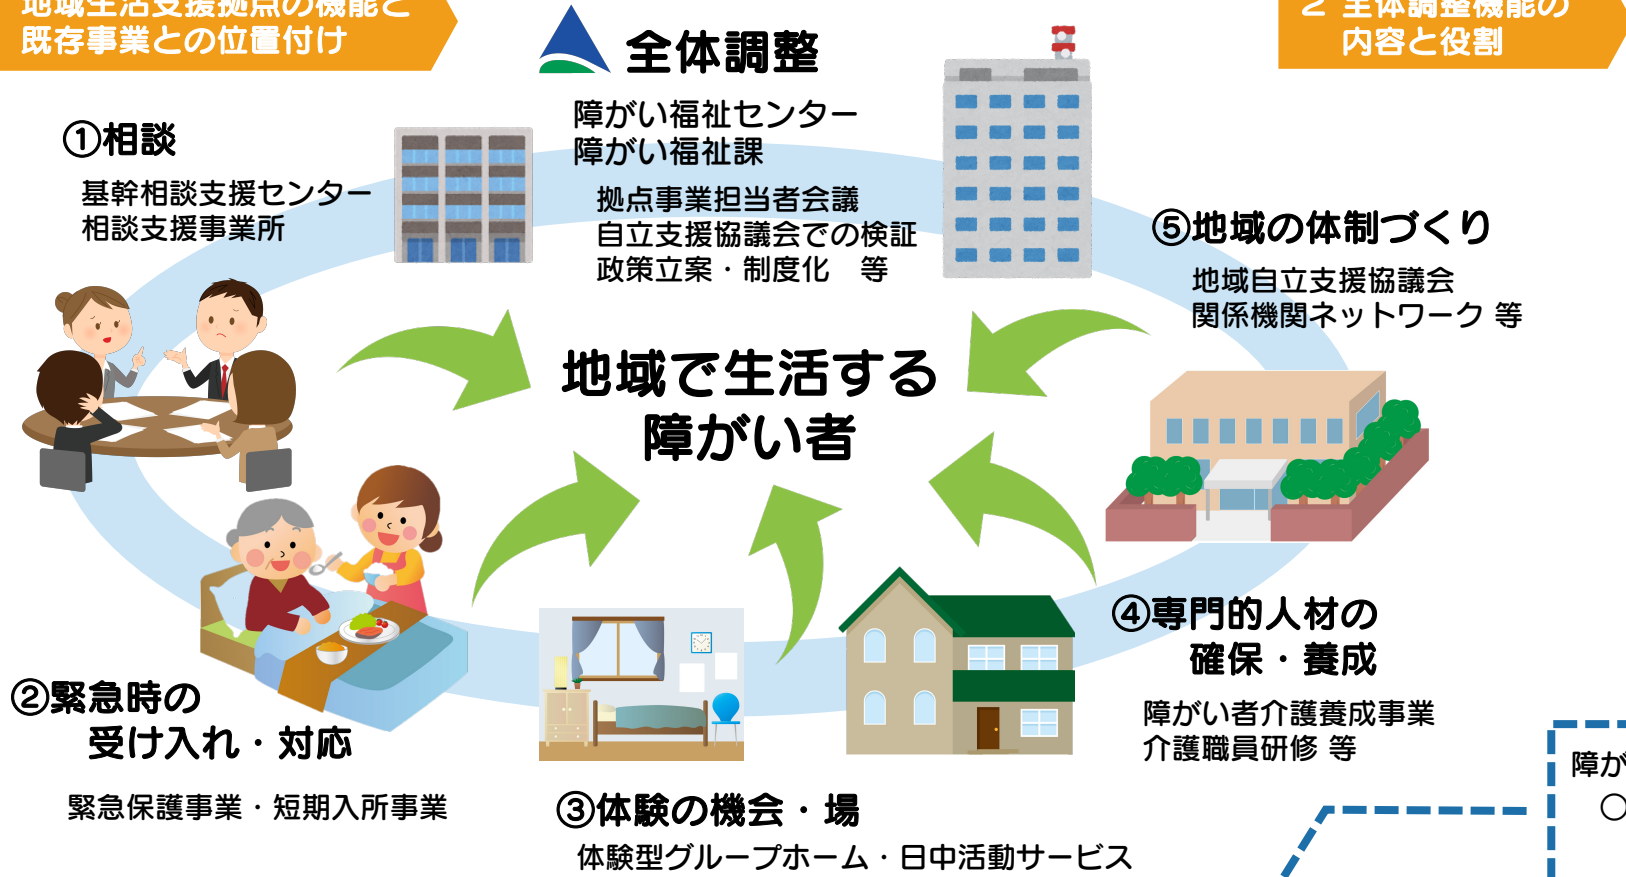 地域生活支援拠点の機能と
既存事業との位置付け
全体調整
障がい福祉センター
障がい福祉課
拠点事業担当者会議
自立支援協議会での検証
政策立案・制度化　等
2 全体調整機能の
内容と役割
①相談
基幹相談支援センター
相談支援事業所
⑤地域の体制づくり
地域自立支援協議会
関係機関ネットワーク 等
地域で生活する
障がい者
②緊急時の
受け入れ・対応
緊急保護事業・短期入所事業
③体験の機会・場
体験型グループホーム・日中活動サービス
④専門的人材の
確保・養成
障がい者介護養成事業
介護職員研修 等
障が
○